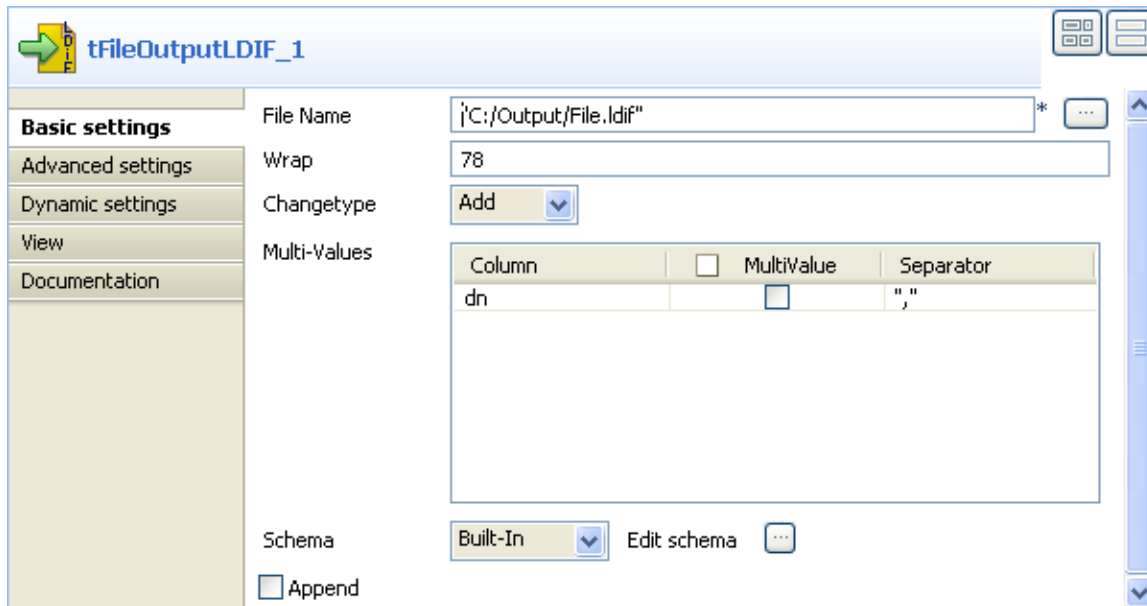 LDiF
tFileOutputLDIF_1
Basic settings
Advanced settings
Dynamic settings
View
Documentation
File Name "C:/Output/File.ldif" * ...
Wrap 78
Changetype Add
Multi-Values
Column MultiValue Separator
dn ","
Schema Built-In Edit schema ...
Append